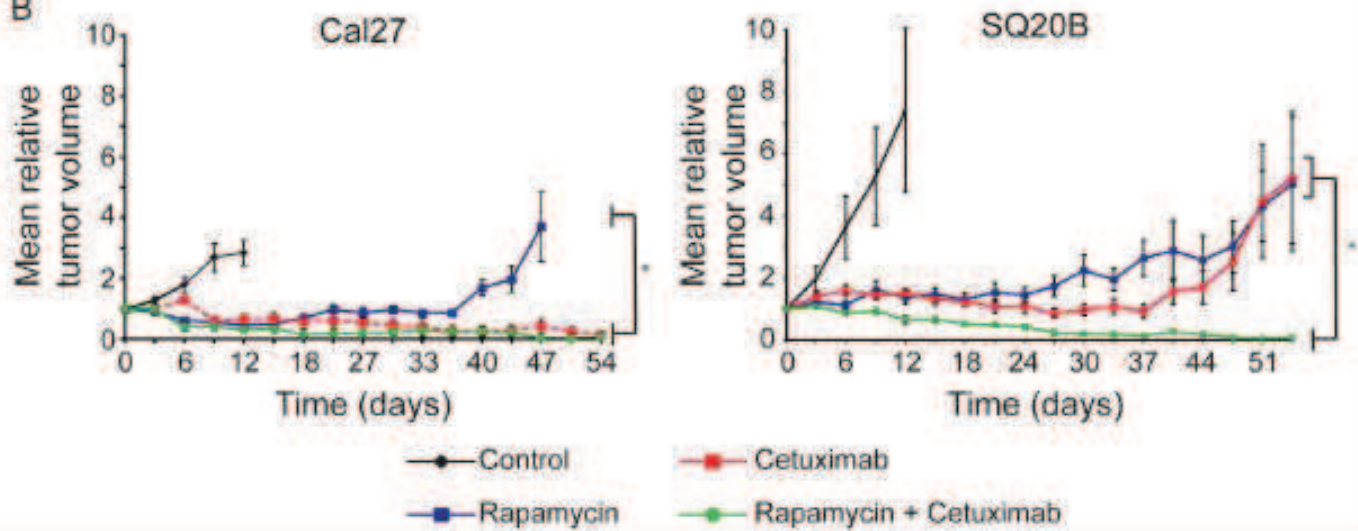 B
Cal27
SQ20B
Mean relative
tumor volume
10
8
6
4
2
0
0 6 12 18 27 33 40 47 54
Time (days)
*
Mean relative
tumor volume
10
8
6
4
2
0
0 6 12 18 24 30 37 44 51
Time (days)
*
Control
Cetuximab
Rapamycin
Rapamycin + Cetuximab